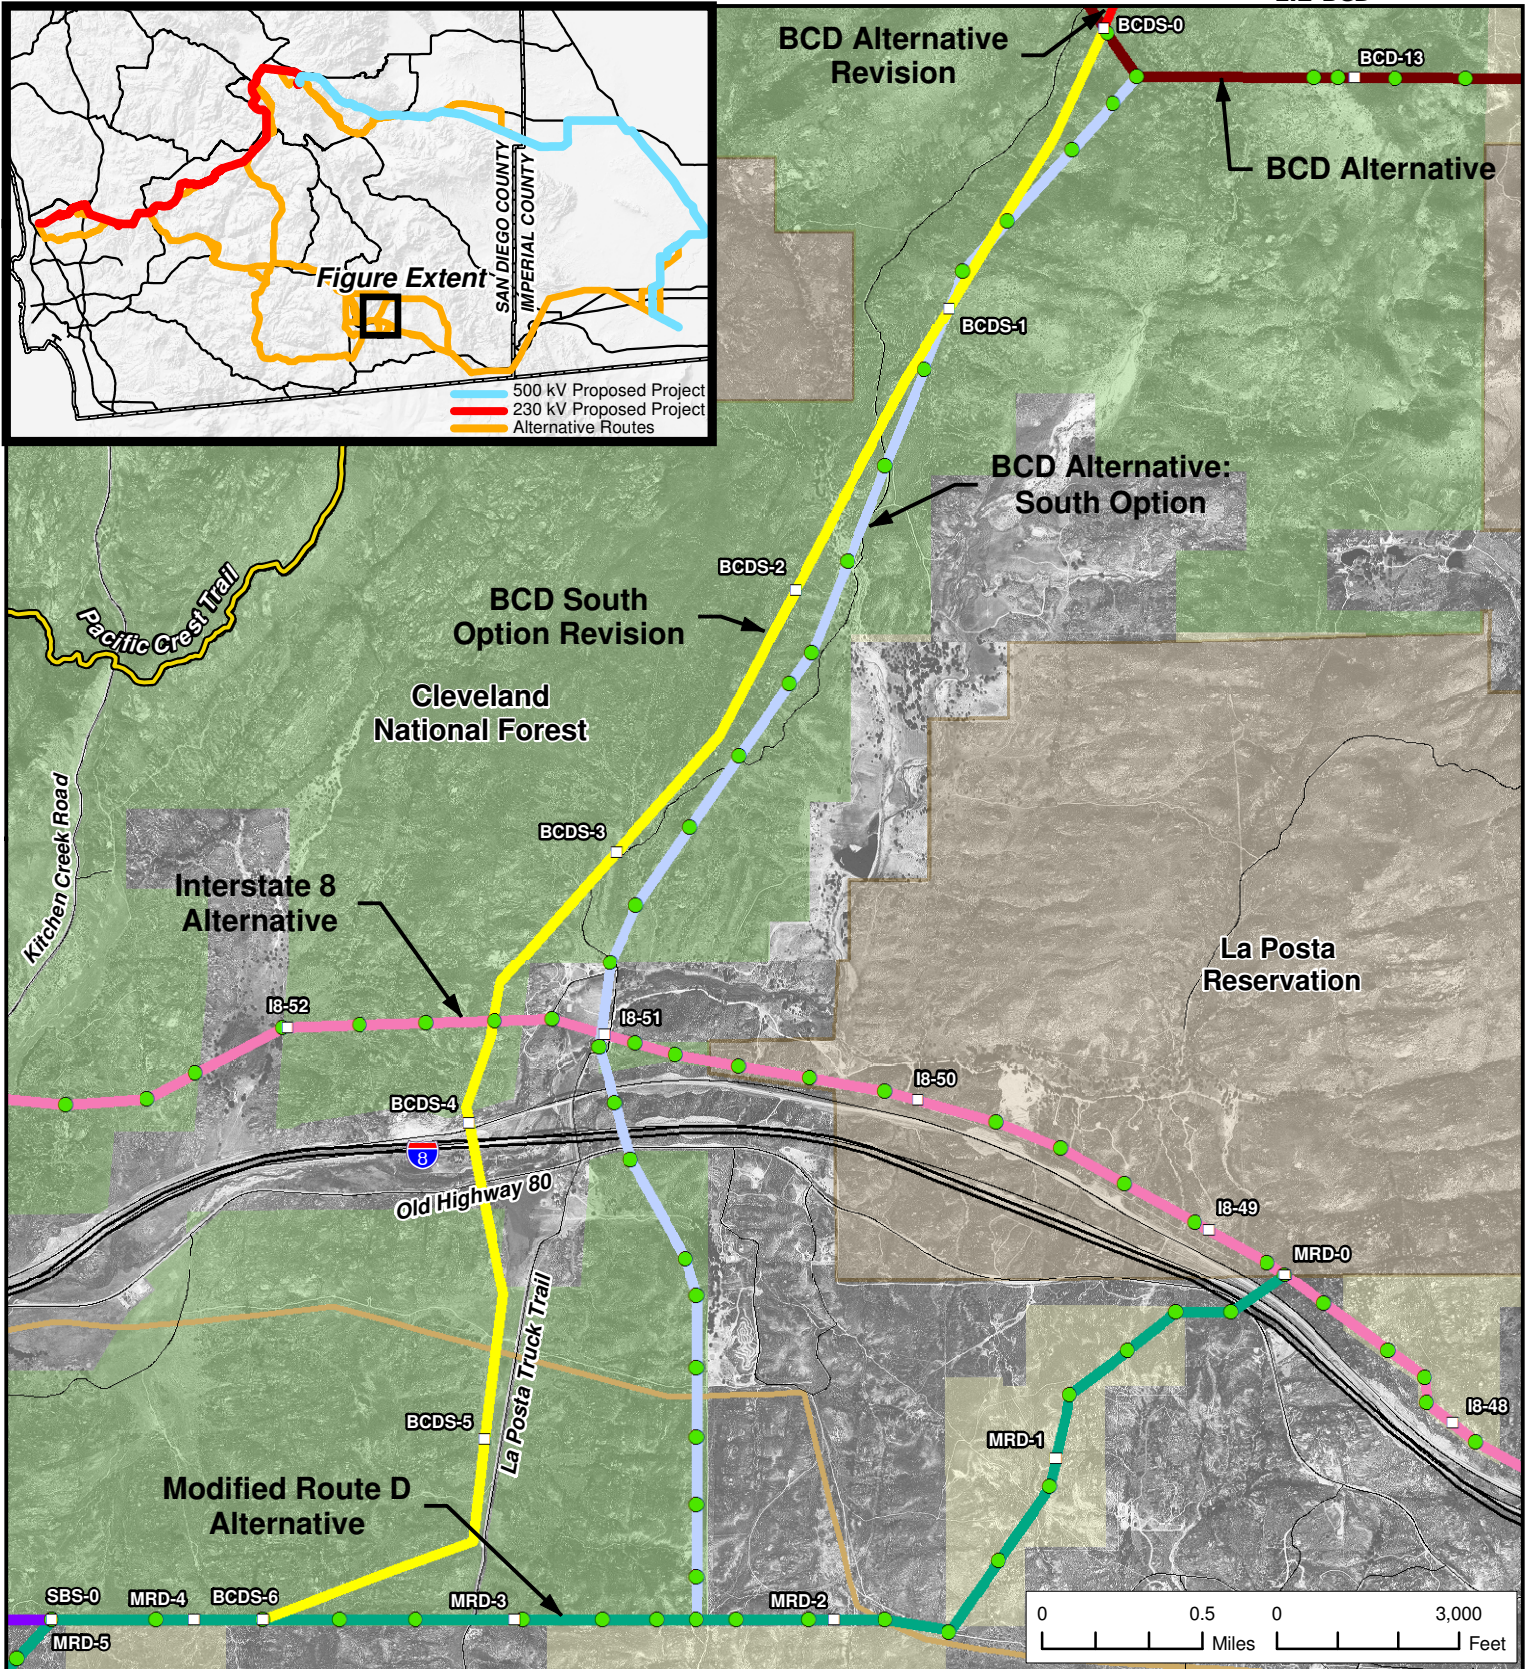 BCD Alternative
Revision
BCDS-0
BCD-13
BCD Alternative
SAN DIEGO COUNTY
IMPERIAL COUNTY
Figure Extent
500 kV Proposed Project
230 kV Proposed Project
Alternative Routes
BCDS-1
BCD Alternative:
South Option
Pacific Crest Trail
BCDS-2
BCD South
Option Revision
Cleveland
National Forest
Kitchen Creek Road
BCDS-3
Interstate 8
Alternative
La Posta
Reservation
I8-52
I8-51
I8-50
BCDS-4
8
Old Highway 80
I8-49
MRD-0
La Posta Truck Trail
BCDS-5
I8-48
MRD-1
Modified Route D
Alternative
SBS-0
MRD-4
BCDS-6
MRD-3
MRD-2
MRD-5
0 0.5 Miles
0 3,000 Feet